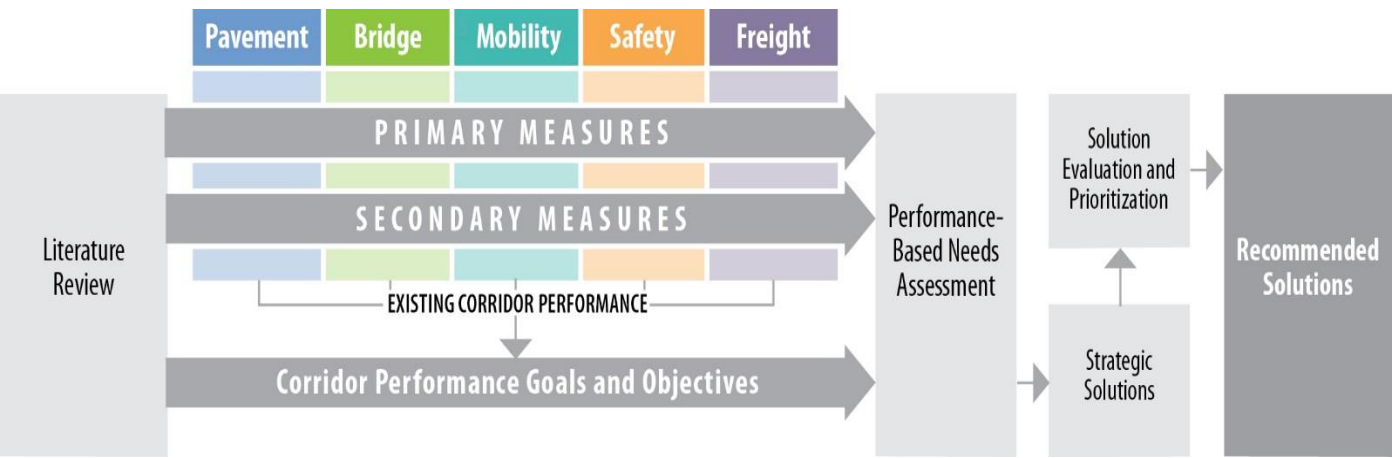 Pavement
Bridge
Mobility
Safety
Freight
PRIMARY MEASURES
SECONDARY MEASURES
EXISTING CORRIDOR PERFORMANCE
Corridor Performance Goals and Objectives
Literature
Review
Performance-
Based Needs
Assessment
Solution
Evaluation and
Prioritization
Strategic
Solutions
Recommended
Solutions